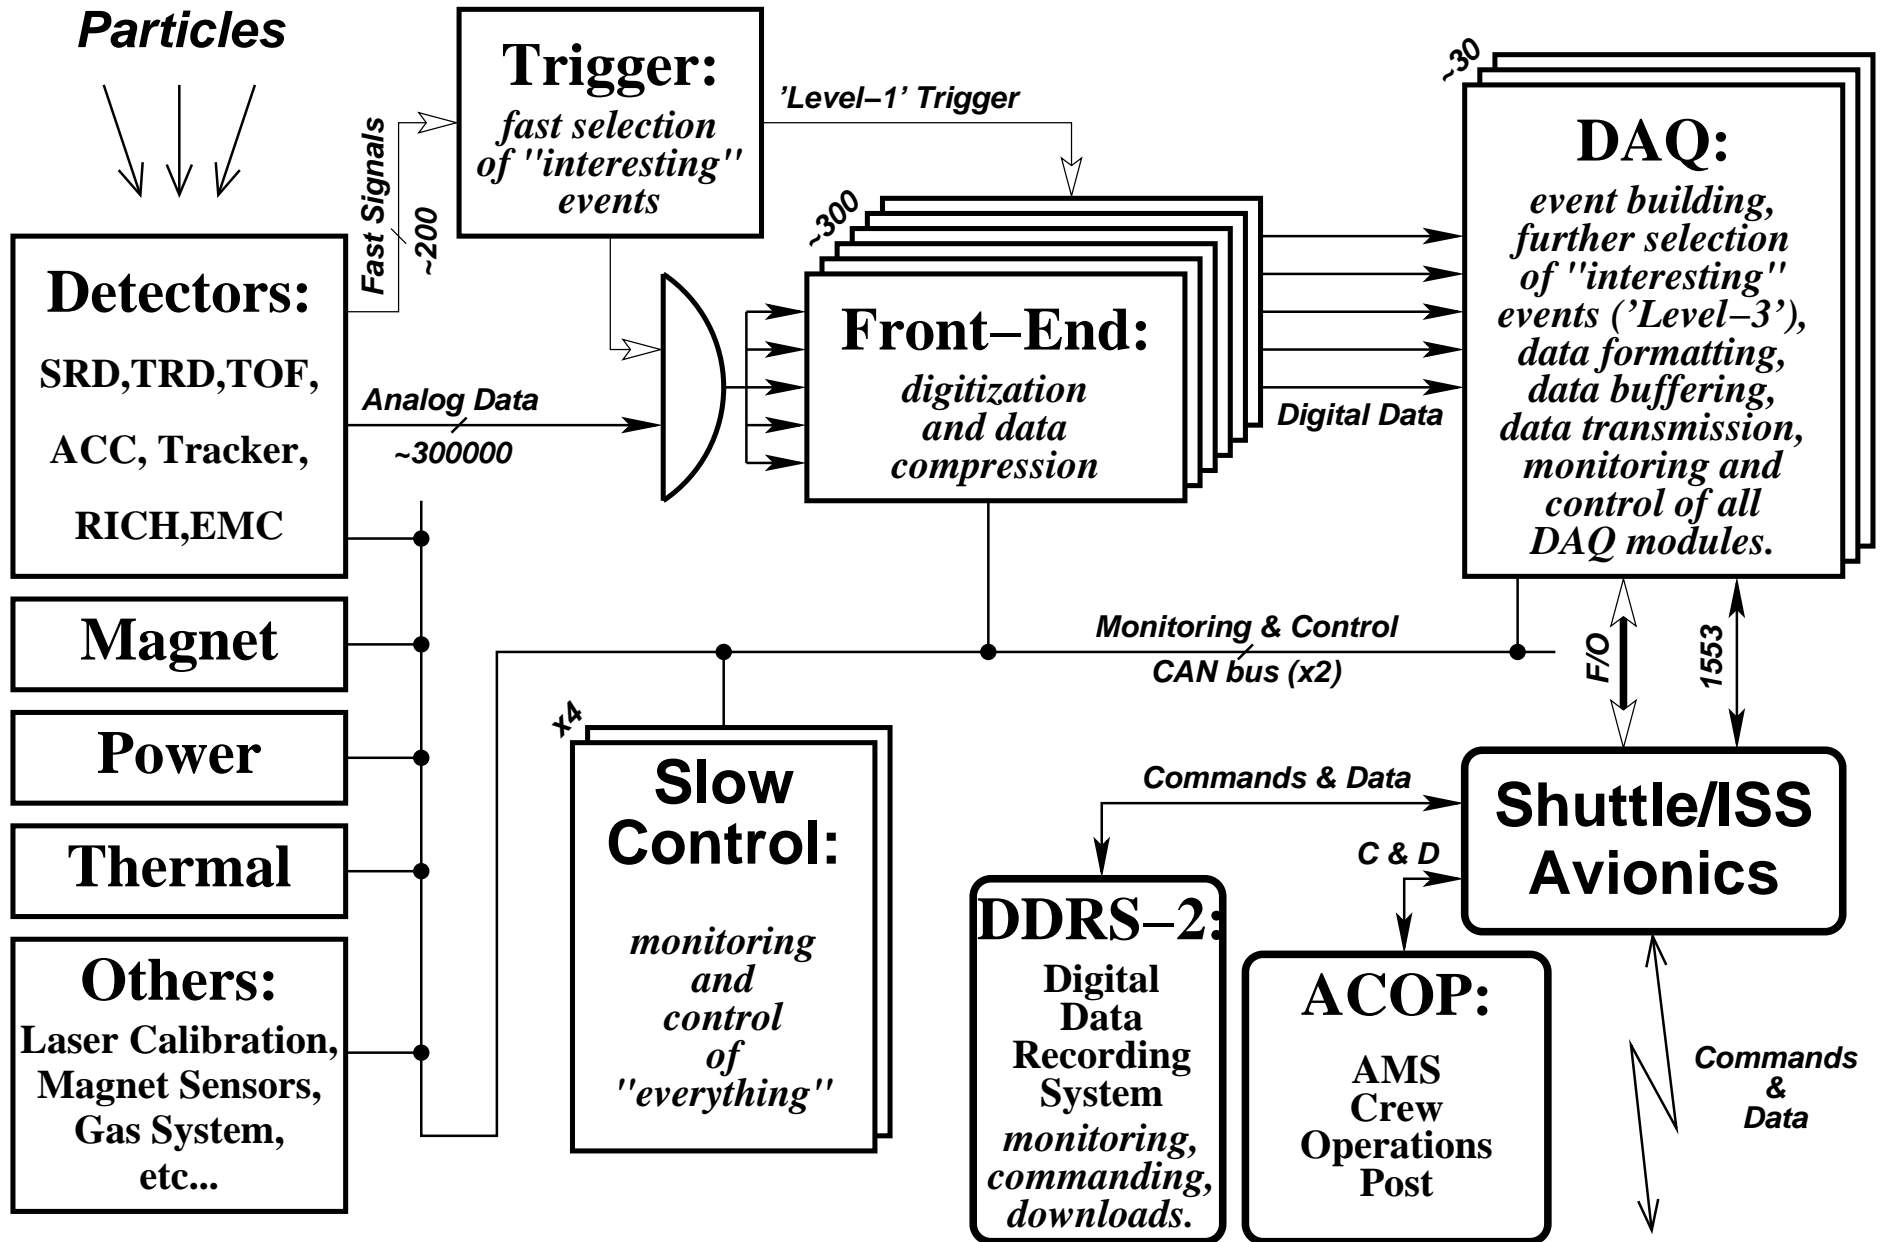 Particles
Trigger:
fast selection
of "interesting"
events
'Level–1' Trigger
Fast Signals
~200
~300
~30
DAQ:
event building,
further selection
of "interesting"
events ('Level–3'),
data formatting,
data buffering,
data transmission,
monitoring and
control of all
DAQ modules.
Detectors:
SRD,TRD,TOF,
ACC, Tracker,
RICH,EMC
Analog Data
~300000
Front–End:
digitization
and data
compression
Digital Data
Magnet
Power
Thermal
Others:
Laser Calibration,
Magnet Sensors,
Gas System,
etc...
Monitoring & Control
CAN bus (x2)
F/O
1553
x4
Slow
Control:
monitoring
and
control
of
"everything"
Commands & Data
C & D
Shuttle/ISS
Avionics
DDRS–2:
Digital
Data
Recording
System
monitoring,
commanding,
downloads.
ACOP:
AMS
Crew
Operations
Post
Commands
&
Data